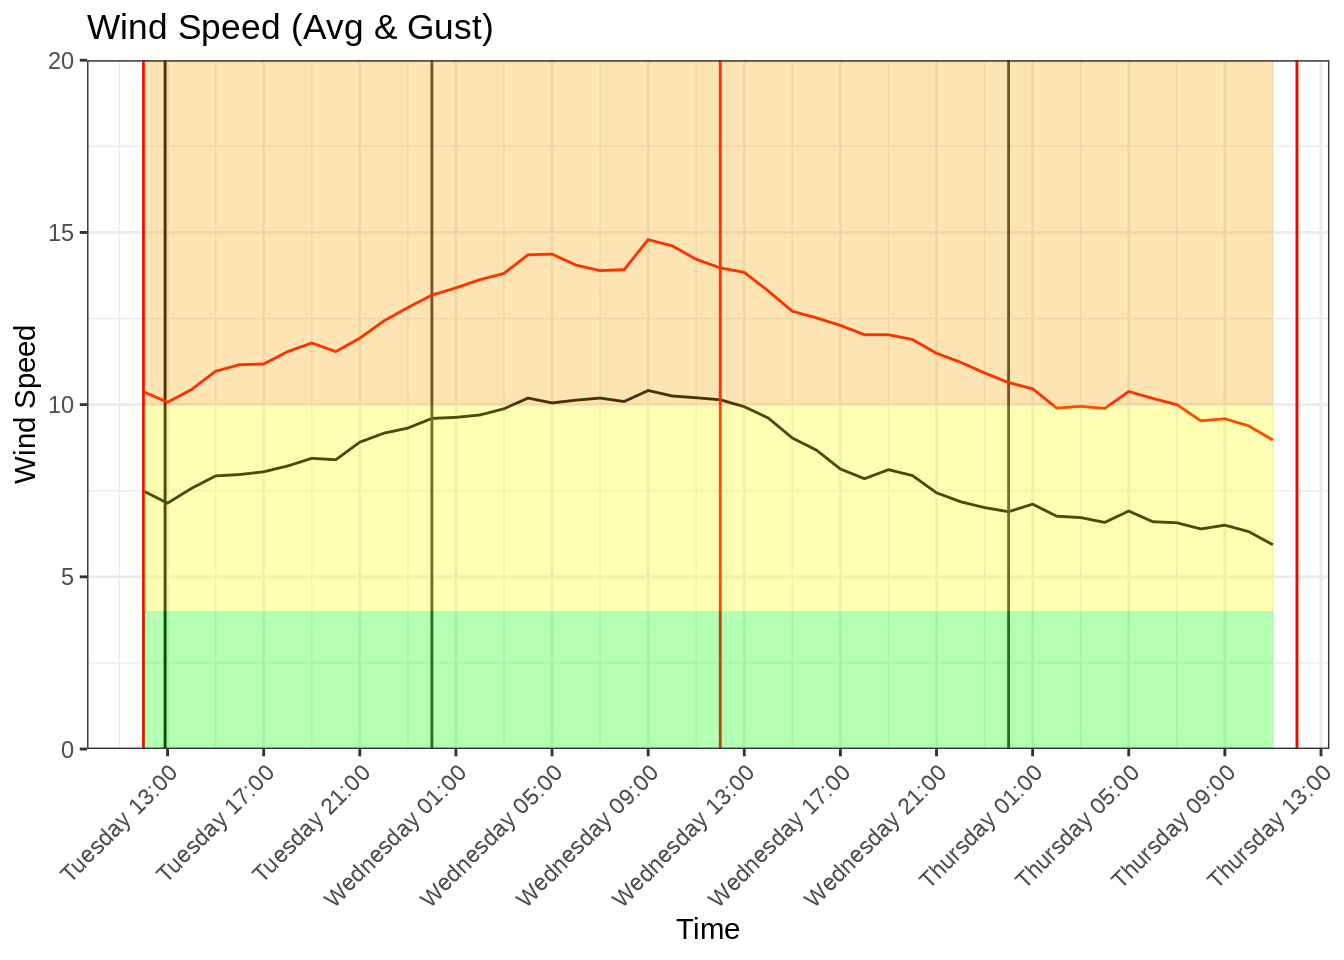 Wind Speed (Avg & Gust)
20
15
10
5
0
Wind Speed
Tuesday 13:00
Tuesday 17:00
Tuesday 21:00
Wednesday 01:00
Wednesday 05:00
Wednesday 09:00
Wednesday 13:00
Wednesday 17:00
Wednesday 21:00
Thursday 01:00
Thursday 05:00
Thursday 09:00
Thursday 13:00
Time